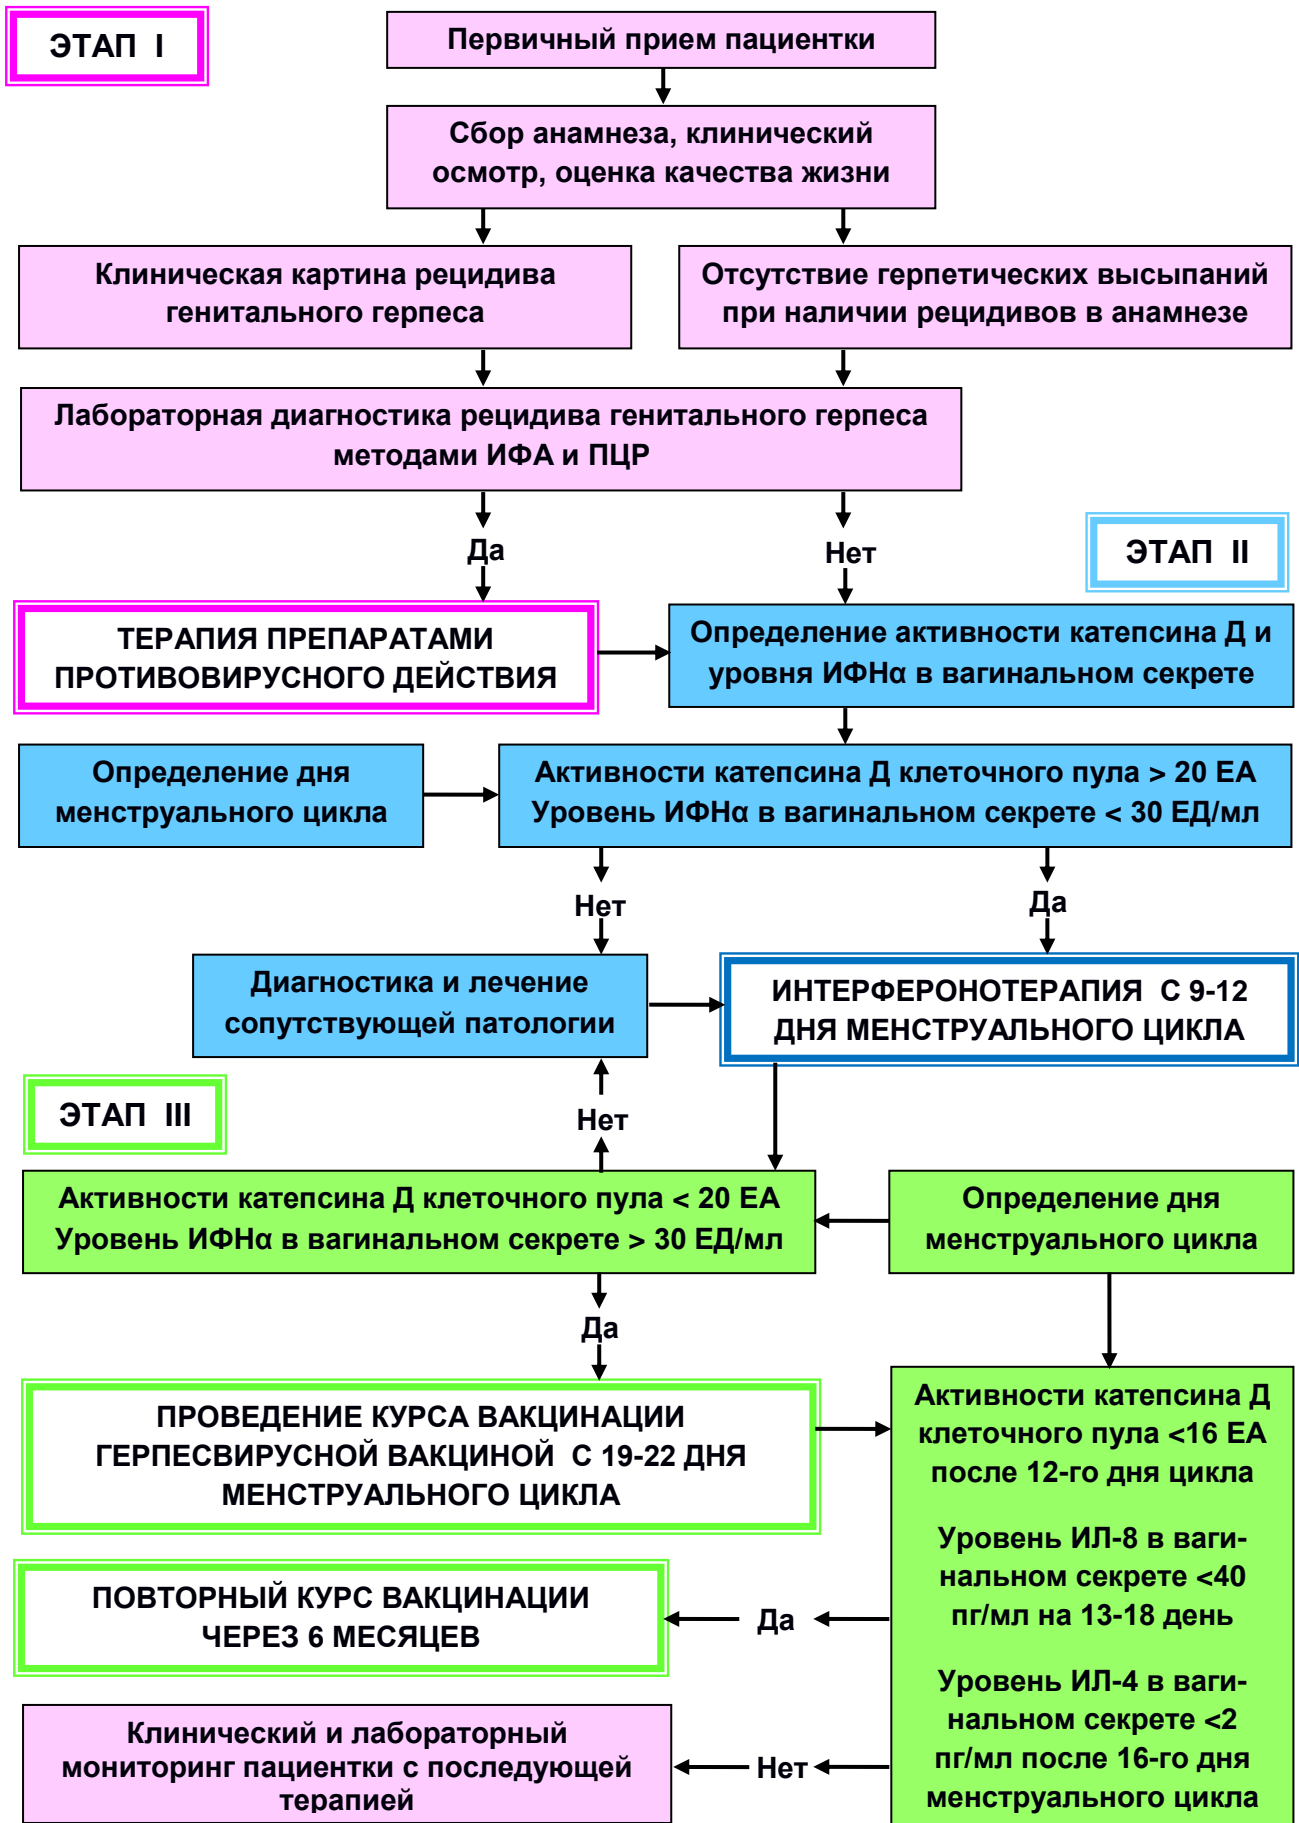 ЭТАП I
Первичный прием пациентки
Сбор анамнеза, клинический
осмотр, оценка качества жизни
Клиническая картина рецидива
генитального герпеса
Отсутствие герпетических высыпаний
при наличии рецидивов в анамнезе
Лабораторная диагностика рецидива генитального герпеса
методами ИФА и ПЦР
Да
Нет
ЭТАП II
ТЕРАПИЯ ПРЕПАРАТАМИ
ПРОТИВОВИРУСНОГО ДЕЙСТВИЯ
Определение активности катепсина Д и
уровня ИФНα в вагинальном секрете
Определение дня
менструального цикла
Активности катепсина Д клеточного пула > 20 ЕА
Уровень ИФНα в вагинальном секрете < 30 ЕД/мл
Нет
Да
Диагностика и лечение
сопутствующей патологии
ИНТЕРФЕРОНОТЕРАПИЯ С 9-12
ДНЯ МЕНСТРУАЛЬНОГО ЦИКЛА
ЭТАП III
Нет
Активности катепсина Д клеточного пула < 20 ЕА
Уровень ИФНα в вагинальном секрете > 30 ЕД/мл
Определение дня
менструального цикла
Да
ПРОВЕДЕНИЕ КУРСА ВАКЦИНАЦИИ
ГЕРПЕСВИРУСНОЙ ВАКЦИНОЙ С 19-22 ДНЯ
МЕНСТРУАЛЬНОГО ЦИКЛА
Активности катепсина Д
клеточного пула <16 ЕА
после 12-го дня цикла
Уровень ИЛ-8 в ваги-
нальном секрете <40
пг/мл на 13-18 день
Уровень ИЛ-4 в ваги-
нальном секрете <2
пг/мл после 16-го дня
менструального цикла
Да
ПОВТОРНЫЙ КУРС ВАКЦИНАЦИИ
ЧЕРЕЗ 6 МЕСЯЦЕВ
Нет
Клинический и лабораторный
мониторинг пациентки с последующей
терапией